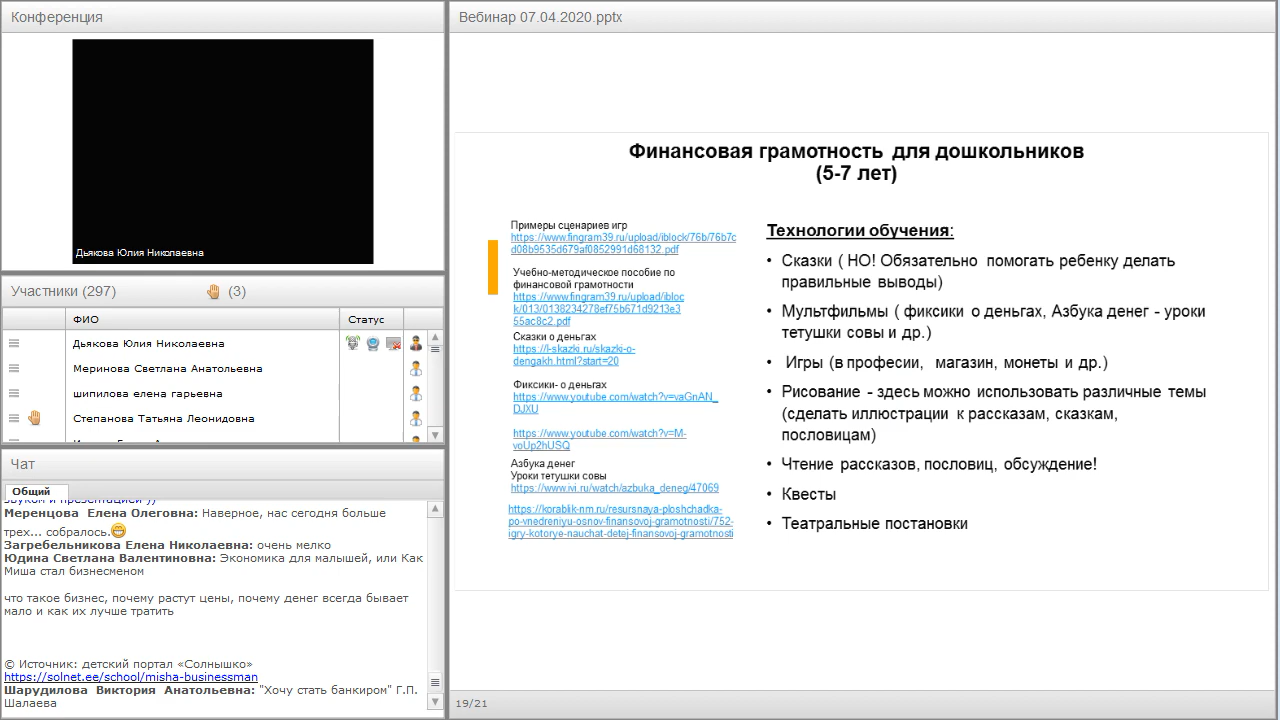 Конференция
Дьякова Юлия Николаевна
Участники (297)
(3)
ФИО
Статус
Дьякова Юлия Николаевна
Меринова Светлана Анатольевна
шипилова елена гарьевна
Степанова Татьяна Леонидовна
Чат
Общий
звуком и презентацией ))
Меренцова Елена Олеговна: Наверное, нас сегодня больше
трех... собралось.
Загребельникова Елена Николаевна: очень мелко
Юдина Светлана Валентиновна: Экономика для малышей, или Как
Миша стал бизнесменом
что такое бизнес, почему растут цены, почему денег всегда бывает
мало и как их лучше тратить
© Источник: детский портал «Солнышко»
https://solnet.ee/school/misha-businessman
Шарудилова Виктория Анатольевна: "Хочу стать банкиром" Г.П.
Шалаева
Вебинар 07.04.2020.pptx
Финансовая грамотность для дошкольников
(5-7 лет)
Примеры сценариев игр
https://www.fingram39.ru/upload/iblock/76b/76b7c
d08b9535d679af0852991d68132.pdf
Учебно-методическое пособие по
финансовой грамотности
https://www.fingram39.ru/upload/ibloc
k/013/0138234278ef75b671d9213e3
55ac8c2.pdf
Сказки о деньгах
https://l-skazki.ru/skazki-o-
dengakh.html?start=20
Фиксики- о деньгах
https://www.youtube.com/watch?v=vaGnAN_
DJXU
https://www.youtube.com/watch?v=M-
voUp2hUSQ
Азбука денег
Уроки тетушки совы
https://www.ivi.ru/watch/azbuka_deneg/47069
https://korablik-nm.ru/resursnaya-ploshchadka-
po-vnedreniyu-osnov-finansovoj-gramotnosti/752-
igry-kotorye-nauchat-detej-finansovoj-gramotnosti
Технологии обучения:
• Сказки ( НО! Обязательно помогать ребенку делать
правильные выводы)
• Мультфильмы ( фиксики о деньгах, Азбука денег - уроки
тетушки совы и др.)
• Игры (в професии, магазин, монеты и др.)
• Рисование - здесь можно использовать различные темы
(сделать иллюстрации к рассказам, сказкам,
пословицам)
• Чтение рассказов, пословиц, обсуждение!
• Квесты
• Театральные постановки
19/21